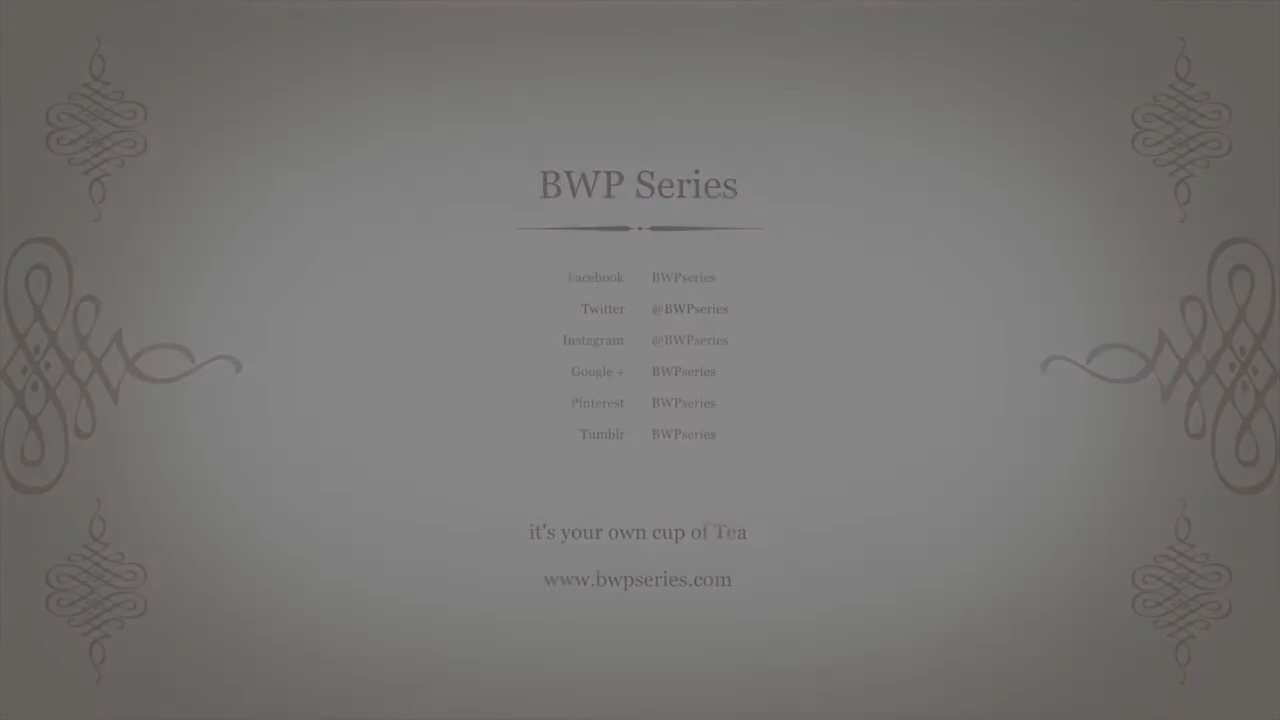 BWP Series
Facebook BWPseries
Twitter @BWPseries
Instagram @BWPseries
Google + BWPseries
Pinterest BWPseries
Tumblr BWPseries
it's your own cup of Tea
www.bwpseries.com